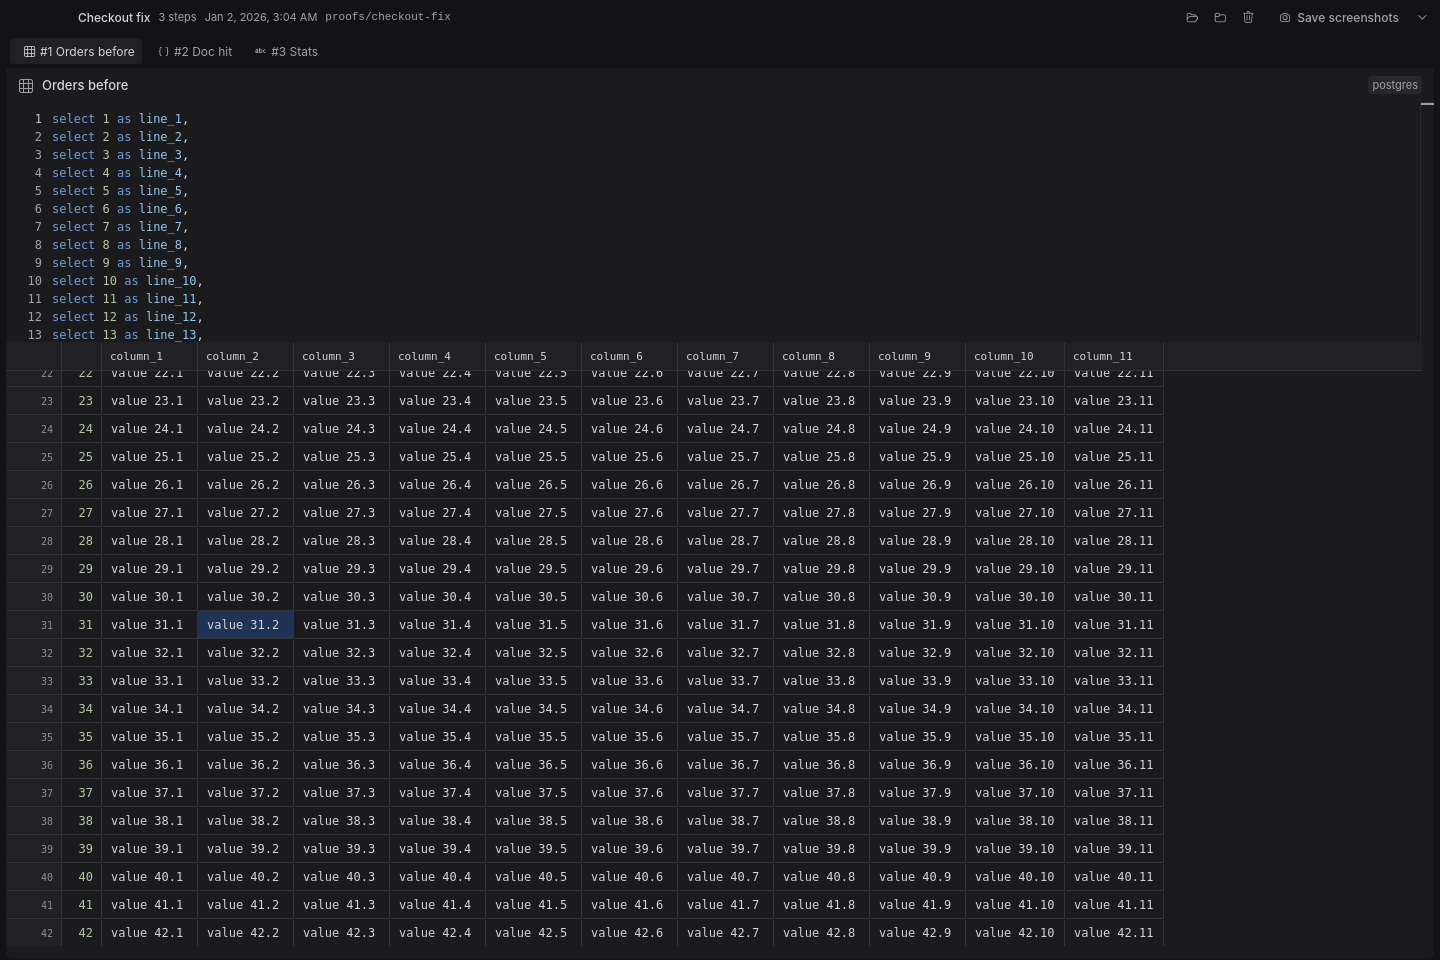 Checkout fix 3 steps Jan 2, 2026, 3:04 AM proofs/checkout-fix Save screenshots
#1 Orders before { } #2 Doc hit abc #3 Stats
Orders before postgres
1 select 1 as line_1,
2 select 2 as line_2,
3 select 3 as line_3,
4 select 4 as line_4,
5 select 5 as line_5,
6 select 6 as line_6,
7 select 7 as line_7,
8 select 8 as line_8,
9 select 9 as line_9,
10 select 10 as line_10,
11 select 11 as line_11,
12 select 12 as line_12,
13 select 13 as line_13,
column_1 column_2 column_3 column_4 column_5 column_6 column_7 column_8 column_9 column_10 column_11
22 22 value 22.1 value 22.2 value 22.3 value 22.4 value 22.5 value 22.6 value 22.7 value 22.8 value 22.9 value 22.10 value 22.11
23 23 value 23.1 value 23.2 value 23.3 value 23.4 value 23.5 value 23.6 value 23.7 value 23.8 value 23.9 value 23.10 value 23.11
24 24 value 24.1 value 24.2 value 24.3 value 24.4 value 24.5 value 24.6 value 24.7 value 24.8 value 24.9 value 24.10 value 24.11
25 25 value 25.1 value 25.2 value 25.3 value 25.4 value 25.5 value 25.6 value 25.7 value 25.8 value 25.9 value 25.10 value 25.11
26 26 value 26.1 value 26.2 value 26.3 value 26.4 value 26.5 value 26.6 value 26.7 value 26.8 value 26.9 value 26.10 value 26.11
27 27 value 27.1 value 27.2 value 27.3 value 27.4 value 27.5 value 27.6 value 27.7 value 27.8 value 27.9 value 27.10 value 27.11
28 28 value 28.1 value 28.2 value 28.3 value 28.4 value 28.5 value 28.6 value 28.7 value 28.8 value 28.9 value 28.10 value 28.11
29 29 value 29.1 value 29.2 value 29.3 value 29.4 value 29.5 value 29.6 value 29.7 value 29.8 value 29.9 value 29.10 value 29.11
30 30 value 30.1 value 30.2 value 30.3 value 30.4 value 30.5 value 30.6 value 30.7 value 30.8 value 30.9 value 30.10 value 30.11
31 31 value 31.1 value 31.2 value 31.3 value 31.4 value 31.5 value 31.6 value 31.7 value 31.8 value 31.9 value 31.10 value 31.11
32 32 value 32.1 value 32.2 value 32.3 value 32.4 value 32.5 value 32.6 value 32.7 value 32.8 value 32.9 value 32.10 value 32.11
33 33 value 33.1 value 33.2 value 33.3 value 33.4 value 33.5 value 33.6 value 33.7 value 33.8 value 33.9 value 33.10 value 33.11
34 34 value 34.1 value 34.2 value 34.3 value 34.4 value 34.5 value 34.6 value 34.7 value 34.8 value 34.9 value 34.10 value 34.11
35 35 value 35.1 value 35.2 value 35.3 value 35.4 value 35.5 value 35.6 value 35.7 value 35.8 value 35.9 value 35.10 value 35.11
36 36 value 36.1 value 36.2 value 36.3 value 36.4 value 36.5 value 36.6 value 36.7 value 36.8 value 36.9 value 36.10 value 36.11
37 37 value 37.1 value 37.2 value 37.3 value 37.4 value 37.5 value 37.6 value 37.7 value 37.8 value 37.9 value 37.10 value 37.11
38 38 value 38.1 value 38.2 value 38.3 value 38.4 value 38.5 value 38.6 value 38.7 value 38.8 value 38.9 value 38.10 value 38.11
39 39 value 39.1 value 39.2 value 39.3 value 39.4 value 39.5 value 39.6 value 39.7 value 39.8 value 39.9 value 39.10 value 39.11
40 40 value 40.1 value 40.2 value 40.3 value 40.4 value 40.5 value 40.6 value 40.7 value 40.8 value 40.9 value 40.10 value 40.11
41 41 value 41.1 value 41.2 value 41.3 value 41.4 value 41.5 value 41.6 value 41.7 value 41.8 value 41.9 value 41.10 value 41.11
42 42 value 42.1 value 42.2 value 42.3 value 42.4 value 42.5 value 42.6 value 42.7 value 42.8 value 42.9 value 42.10 value 42.11